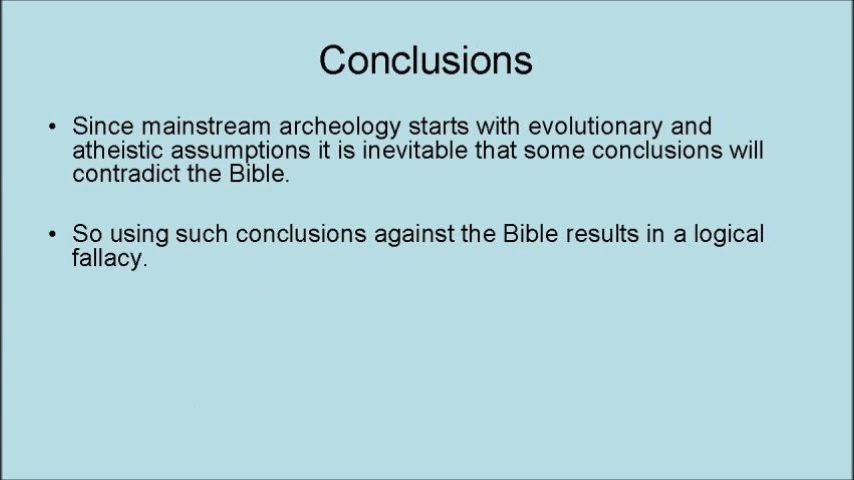 Conclusions
• Since mainstream archeology starts with evolutionary and
atheistic assumptions it is inevitable that some conclusions will
contradict the Bible.
• So using such conclusions against the Bible results in a logical
fallacy.